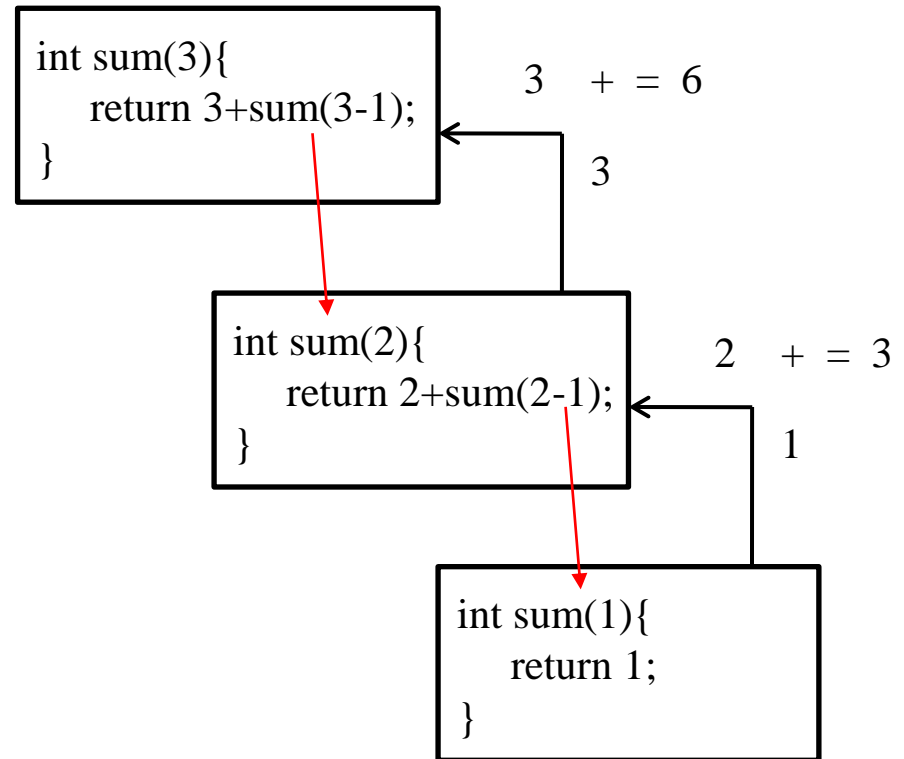 int sum(3){
return 3+sum(3-1);
}
3 + = 6
3
int sum(2){
return 2+sum(2-1);
}
2 + = 3
1
int sum(1){
return 1;
}